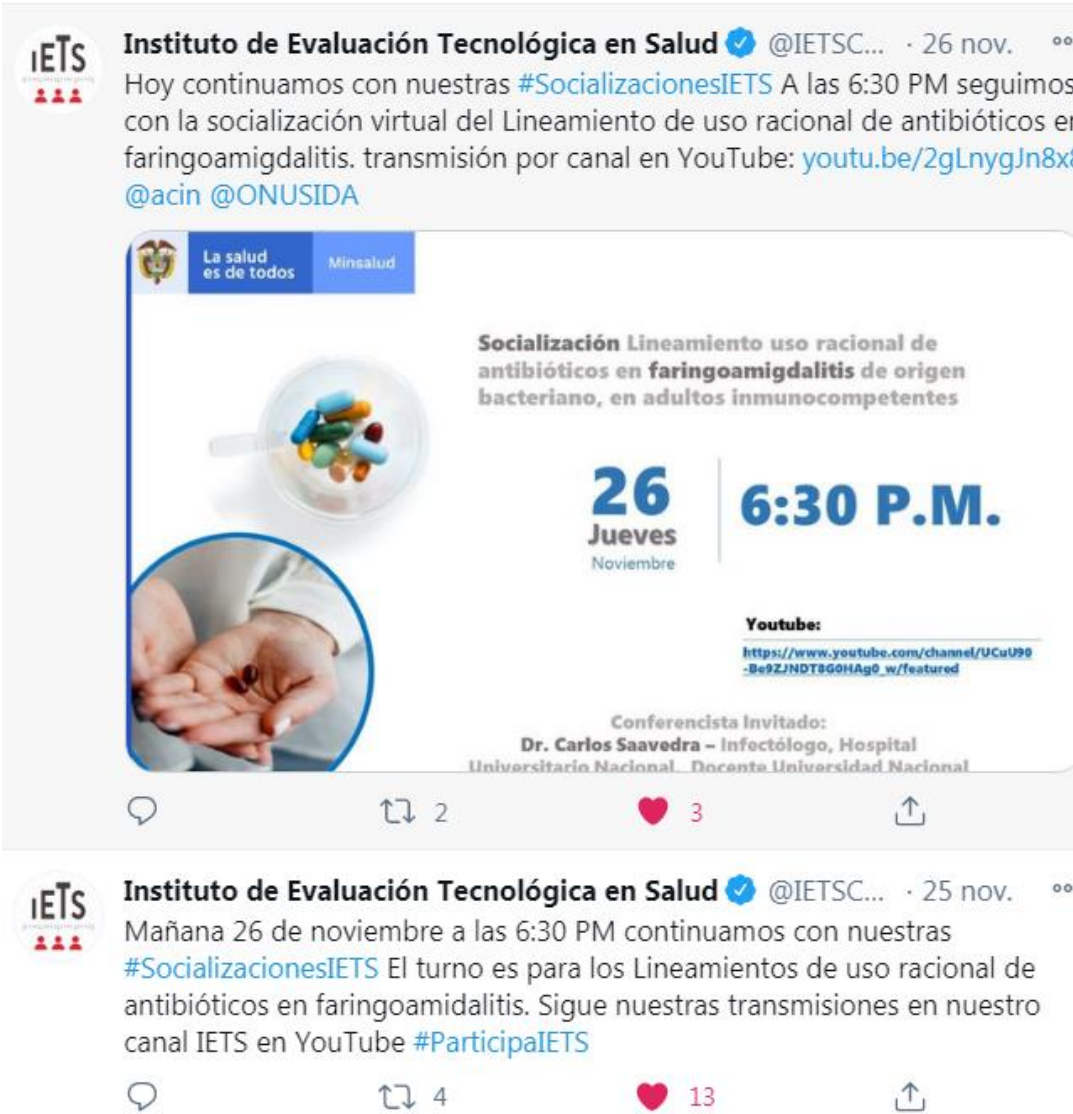 IETS
Instituto de Evaluación Tecnológica en Salud @IETSC... · 26 nov.
Hoy continuamos con nuestras #SocializacionesIETS A las 6:30 PM seguimos
con la socialización virtual del Lineamiento de uso racional de antibióticos en
faringoamigdalitis. transmisión por canal en YouTube: youtu.be/2gLnygJn8x8
@acin @ONUSIDA
La salud
es de todos
Minsalud
Socialización Lineamiento uso racional de
antibióticos en faringoamigdalitis de origen
bacteriano, en adultos inmunocompetentes
26
Jueves
Noviembre
6:30 P.M.
Youtube:
https://www.youtube.com/channel/UCuU90
-Be9ZJNDT8G0HAg0_w/featured
Conferencista Invitado:
Dr. Carlos Saavedra – Infectólogo, Hospital
Universitario Nacional, Docente Universidad Nacional
2
3
IETS
Instituto de Evaluación Tecnológica en Salud @IETSC... · 25 nov.
Mañana 26 de noviembre a las 6:30 PM continuamos con nuestras
#SocializacionesIETS El turno es para los Lineamientos de uso racional de
antibióticos en faringoamidalitis. Sigue nuestras transmisiones en nuestro
canal IETS en YouTube #ParticipaIETS
4
13